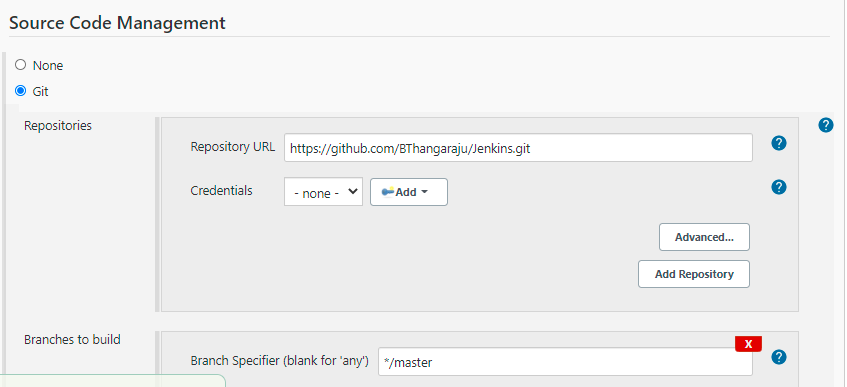 Source Code Management
None
Git
Repositories
?
Repository URL https://github.com/BThangaraju/Jenkins.git ?
Credentials - none - Add ?
Advanced...
Add Repository
Branches to build
X
Branch Specifier (blank for 'any') */master ?